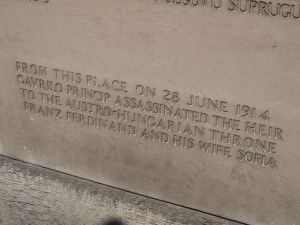 SUPRUGU
FROM THIS PLACE ON 28 JUNE 1914
GAVRILO PRINCIP ASSASSINATED THE HEIR
TO THE AUSTRO-HUNGARIAN THRONE
FRANZ FERDINAND AND HIS WIFE SOFIA